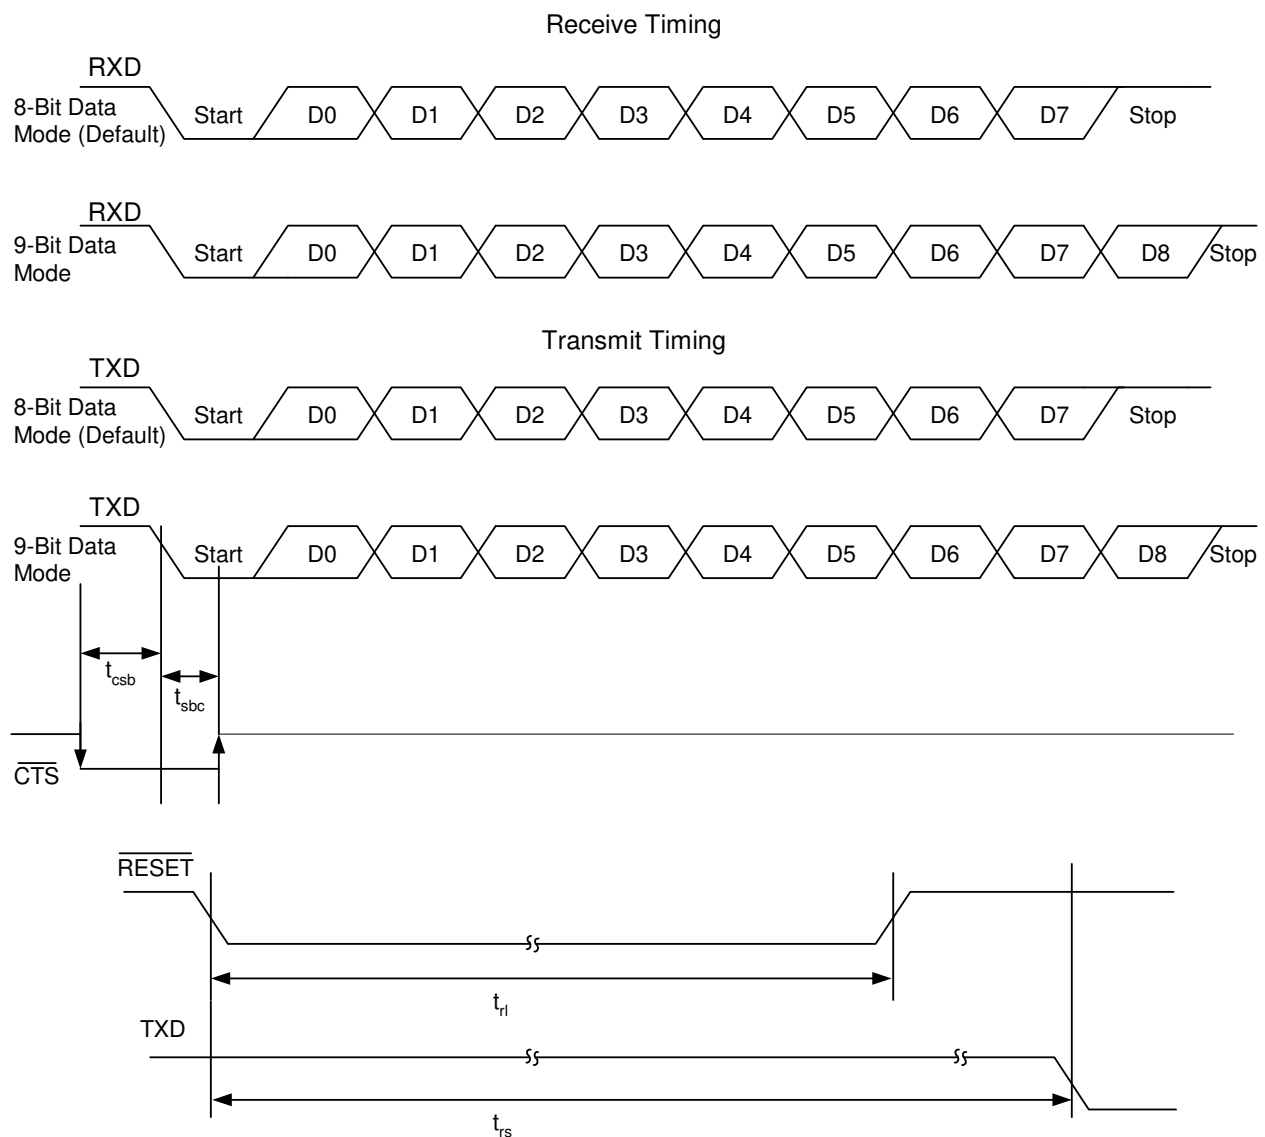 Receive Timing
RXD
8-Bit Data
Mode (Default)
Start D0 D1 D2 D3 D4 D5 D6 D7 Stop
RXD
9-Bit Data
Mode
Start D0 D1 D2 D3 D4 D5 D6 D7 D8 Stop
Transmit Timing
TXD
8-Bit Data
Mode (Default)
Start D0 D1 D2 D3 D4 D5 D6 D7 Stop
TXD
9-Bit Data
Mode
Start D0 D1 D2 D3 D4 D5 D6 D7 D8 Stop
tcsb
tsbc
CTS
RESET
trl
TXD
trs